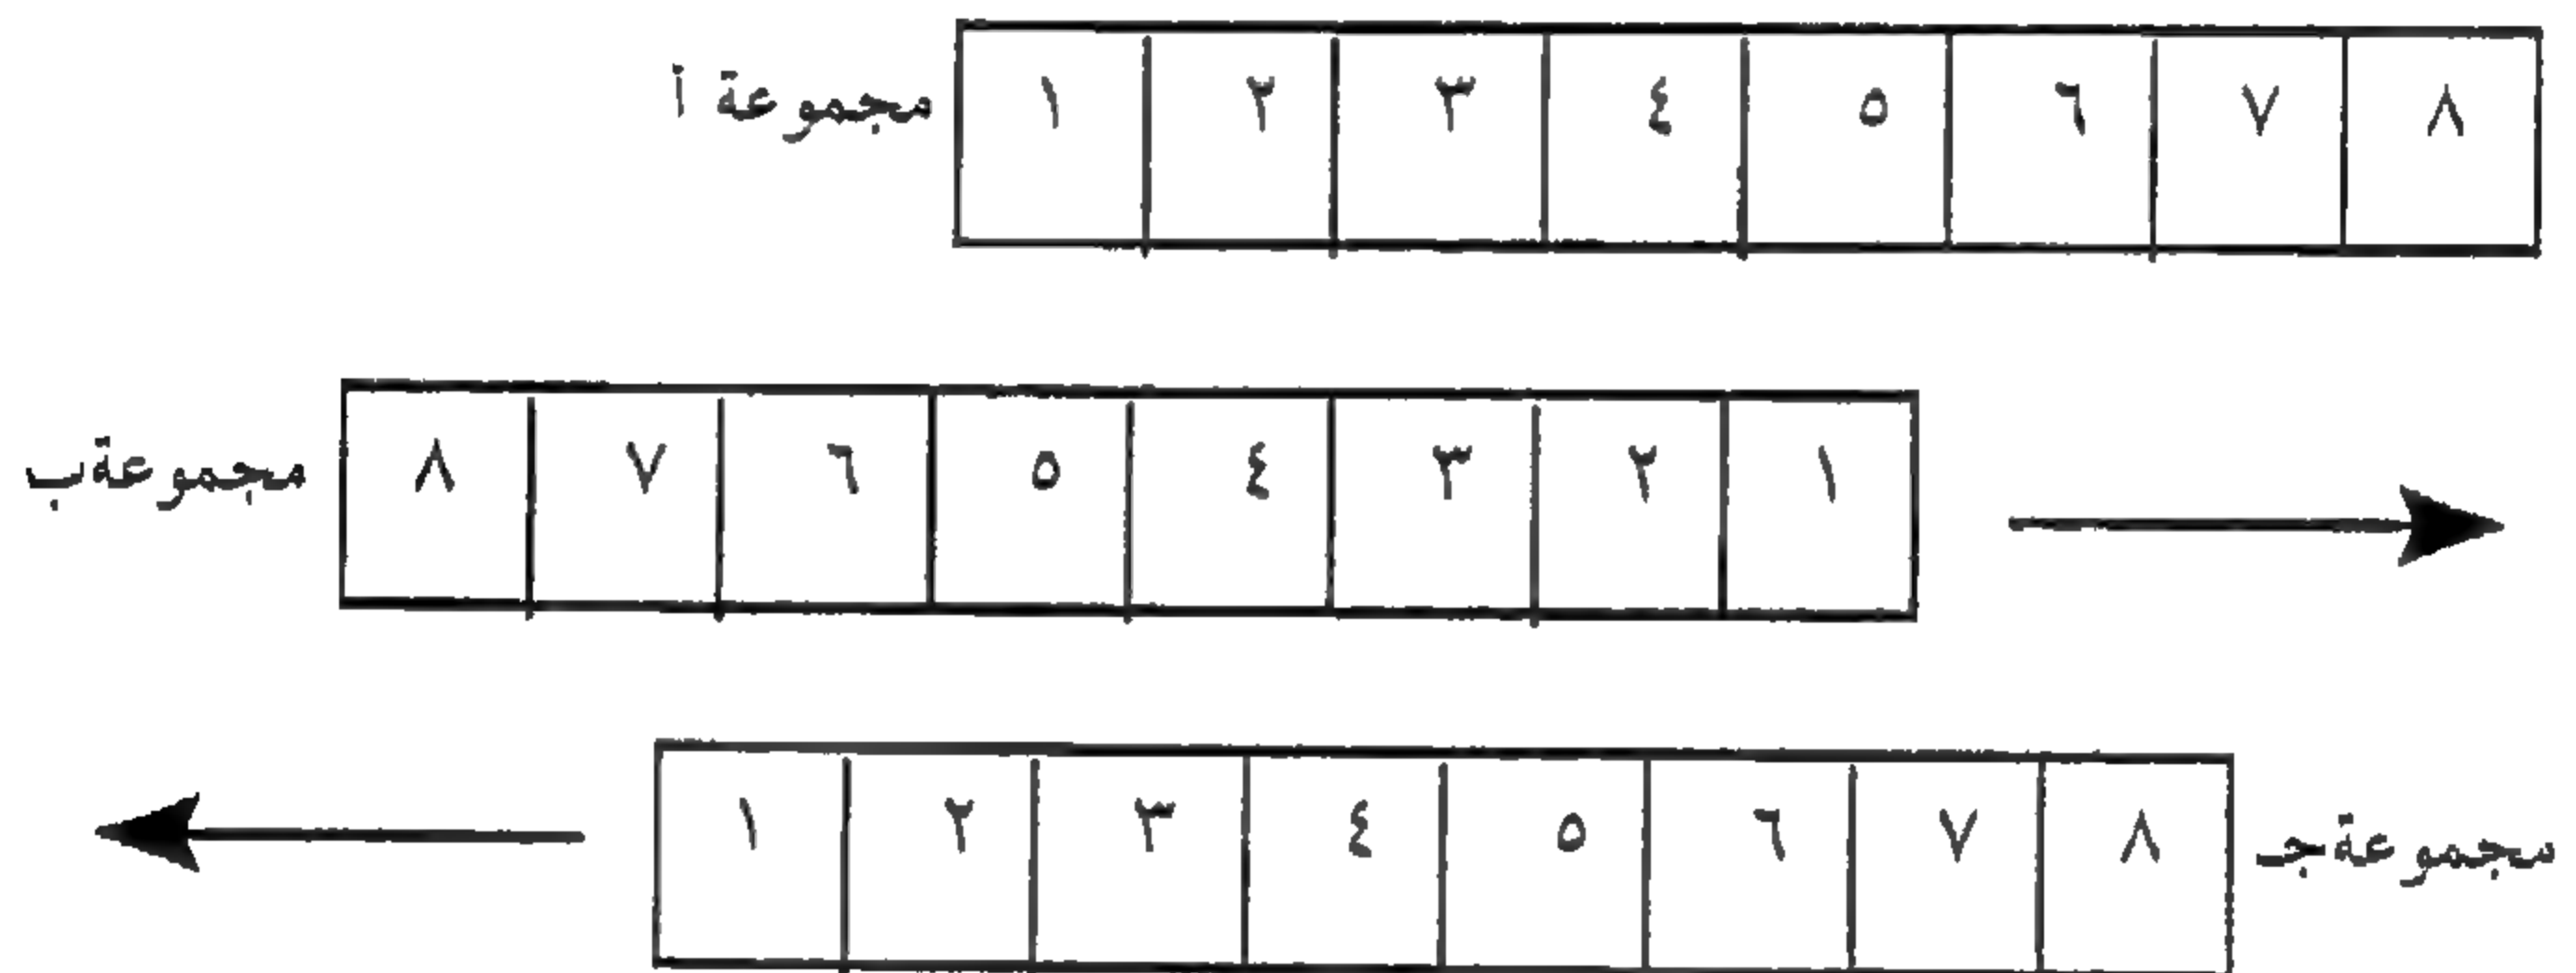 مجموعة أ ١ ٢ ٣ ٤ ٥ ٦ ٧ ٨
مجموعة ب ٨ ٧ ٦ ٥ ٤ ٣ ٢ ١
١ ٢ ٣ ٤ ٥ ٦ ٧ ٨ مجموعة جـ